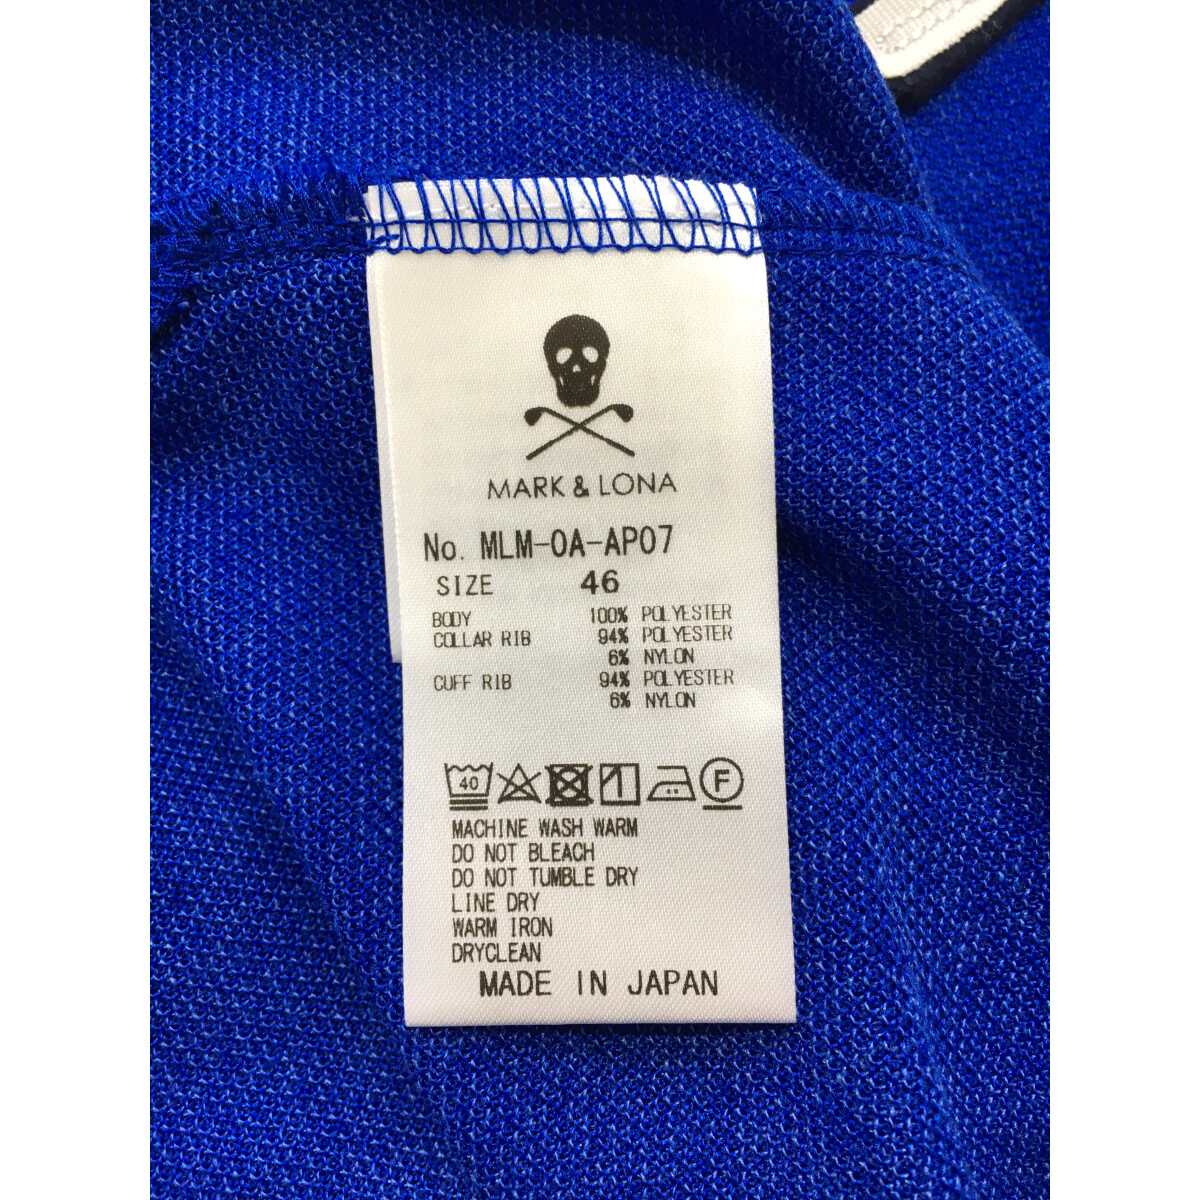 MARK & LONA
No. MLM-0A-AP07
SIZE 46
BODY 100% POLYESTER
COLLAR RIB 94% POLYESTER
6% NYLON
CUFF RIB 94% POLYESTER
6% NYLON
40 F
MACHINE WASH WARM
DO NOT BLEACH
DO NOT TUMBLE DRY
LINE DRY
WARM IRON
DRYCLEAN
MADE IN JAPAN